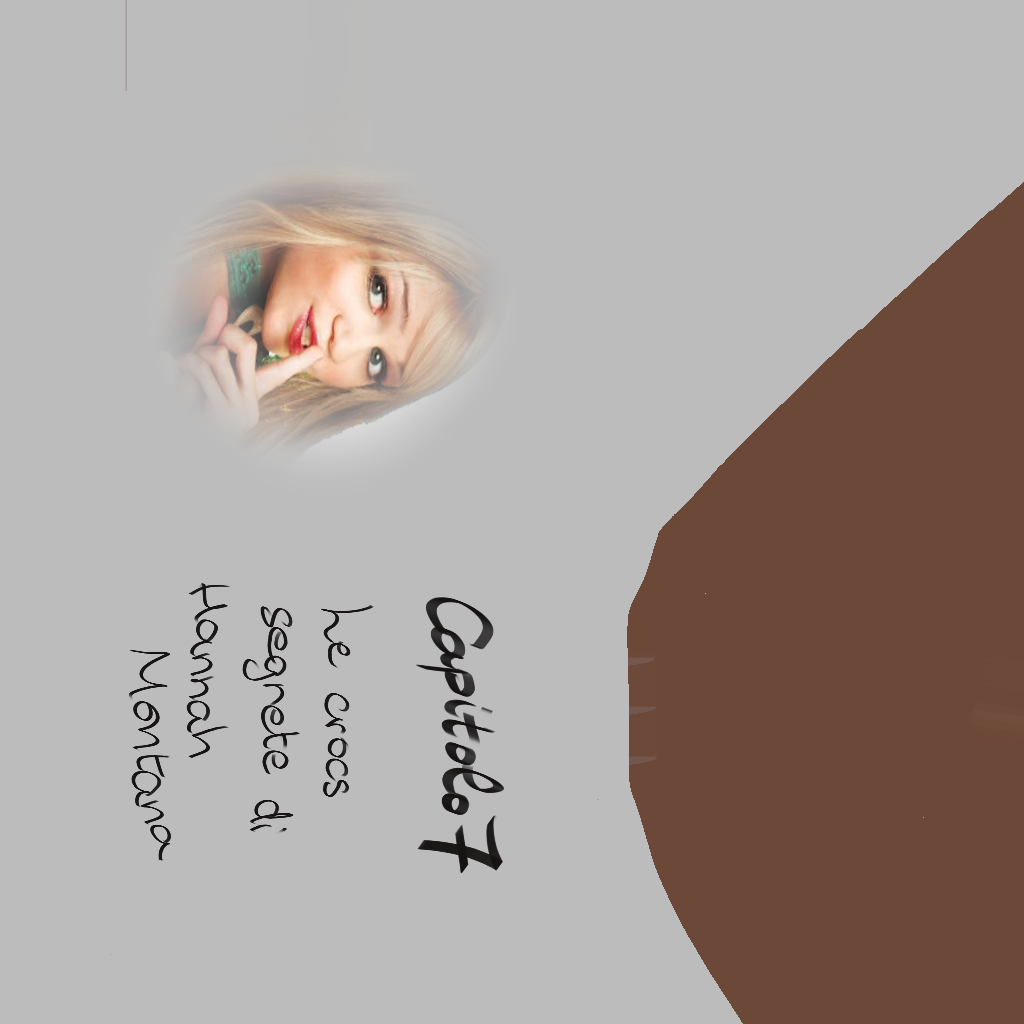 Capitolo 7
le crocs
segrete di
Hannah
Montana